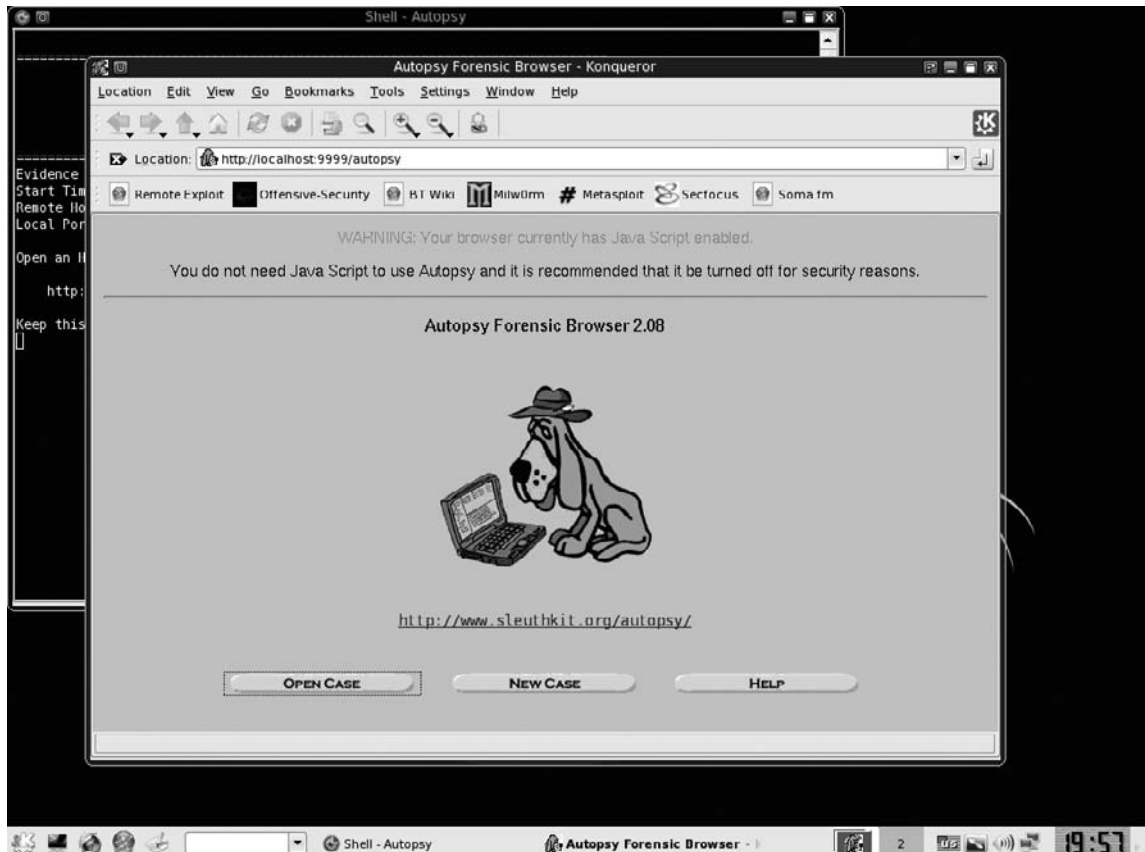 Shell - Autopsy
Autopsy Forensic Browser - Konqueror
Location Edit View Go Bookmarks Tools Settings Window Help
Location: http://localhost:9999/autopsy
Remote Exploit Offensive-Security BT Wiki Milw0rm # Metasploit Secfocus Soma fm
Evidence
Start Tim
Remote Ho
Local Por
Open an H
http:
Keep this
WARNING: Your browser currently has Java Script enabled.
You do not need Java Script to use Autopsy and it is recommended that it be turned off for security reasons.
Autopsy Forensic Browser 2.08
http://www.sleuthkit.org/autopsy/
OPEN CASE NEW CASE HELP
Shell - Autopsy Autopsy Forensic Browser - 2 us 19:57